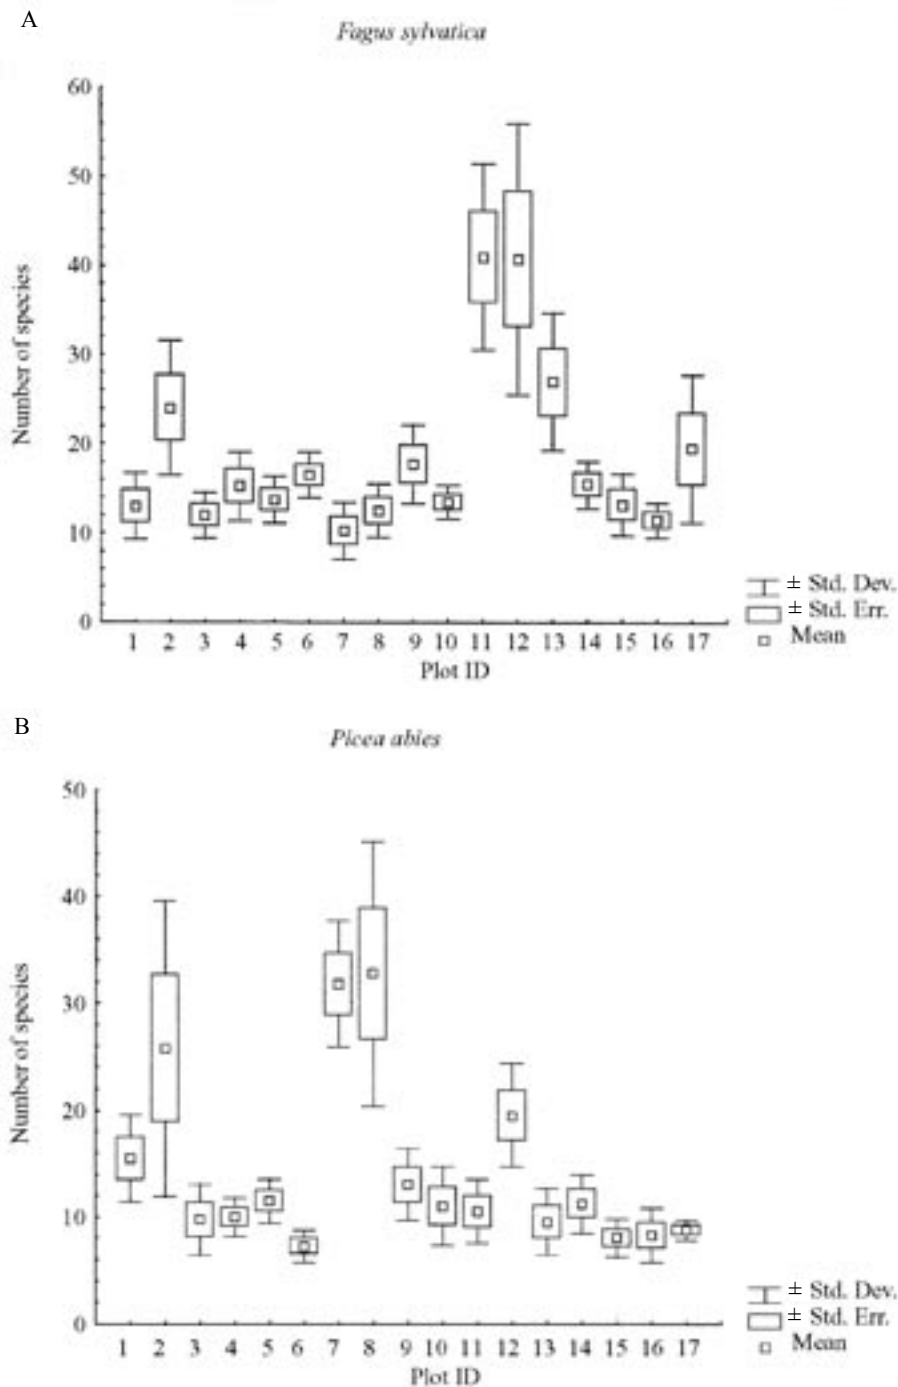 A
Fagus sylvatica
60
50
40
30
20
10
0
Number of species
1 2 3 4 5 6 7 8 9 10 11 12 13 14 15 16 17
Plot ID
± Std. Dev.
± Std. Err.
Mean
B
Picea abies
50
40
30
20
10
0
Number of species
1 2 3 4 5 6 7 8 9 10 11 12 13 14 15 16 17
Plot ID
± Std. Dev.
± Std. Err.
Mean